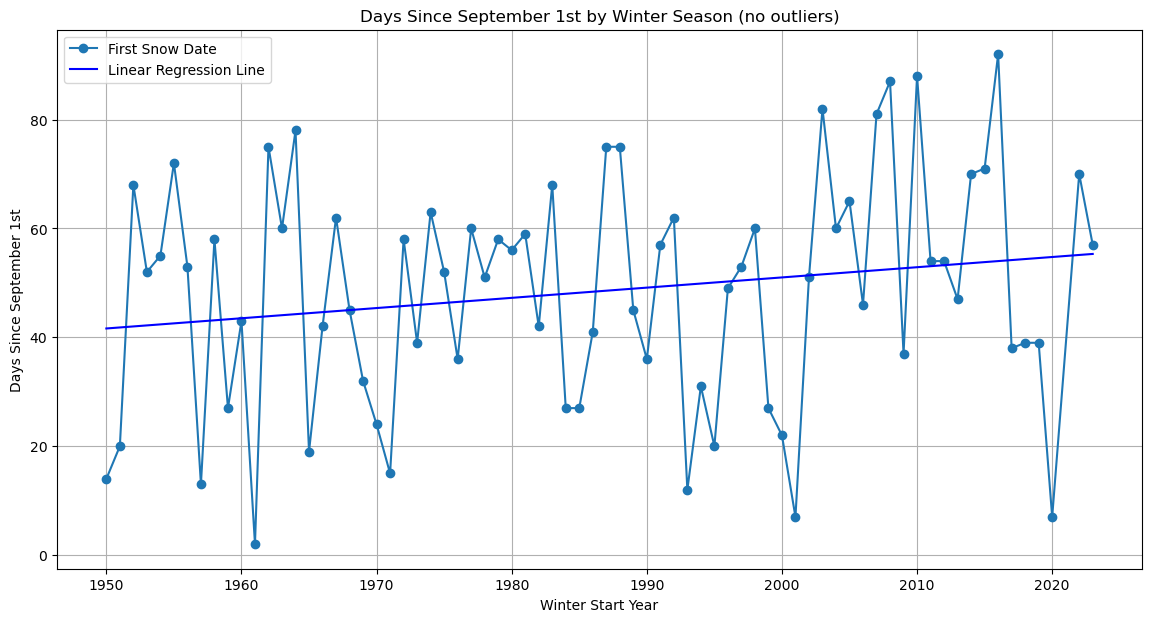 Days Since September 1st by Winter Season (no outliers)
First Snow Date
Linear Regression Line
Days Since September 1st
80
60
40
20
0
1950 1960 1970 1980 1990 2000 2010 2020
Winter Start Year